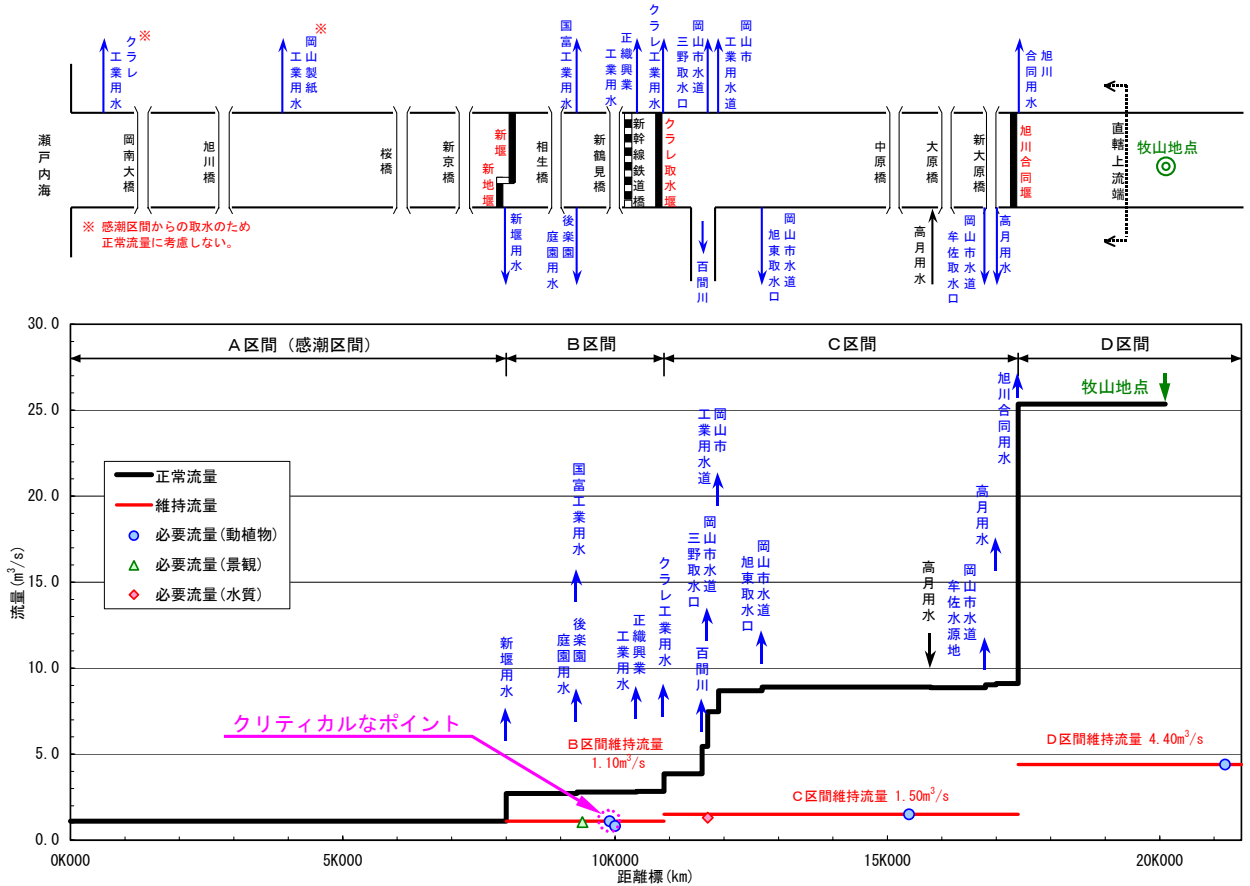 クラレ
工業用水
※
岡山製紙
工業用水
※
国富工業用水
正織興業
工業用水
クラレ工業用水
岡山市水道
三野取水口
岡山市
工業用水道
旭川
合同用水
瀬戸内海
岡南大橋
旭川橋
桜橋
新京橋
新堰
新地堰
相生橋
新鶴見橋
新幹線鉄道橋
クラレ取水堰
中原橋
大原橋
新大原橋
旭川合同堰
直轄上流端
牧山地点
※ 感潮区間からの取水のため
正常流量に考慮しない。
新堰用水
後楽園
庭園用水
百間川
岡山市水道
旭東取水口
高月用水
岡山市水道
牟佐取水口
高月用水
30.0
25.0
20.0
15.0
10.0
5.0
0.0
流量(m³/s)
A区間（感潮区間）
B区間
C区間
D区間
正常流量
維持流量
必要流量(動植物)
必要流量(景観)
必要流量(水質)
新堰用水
国富工業用水
後楽園
庭園用水
正織興業
工業用水
クラレ工業用水
岡山市水道
三野取水口
百間川
岡山市
工業用水道
岡山市水道
旭東取水口
高月用水
岡山市水道
牟佐水源地
高月用水
旭川合同用水
牧山地点
クリティカルなポイント
B区間維持流量
1.10m³/s
C区間維持流量 1.50m³/s
D区間維持流量 4.40m³/s
0K000
5K000
10K000
15K000
20K000
距離標(km)